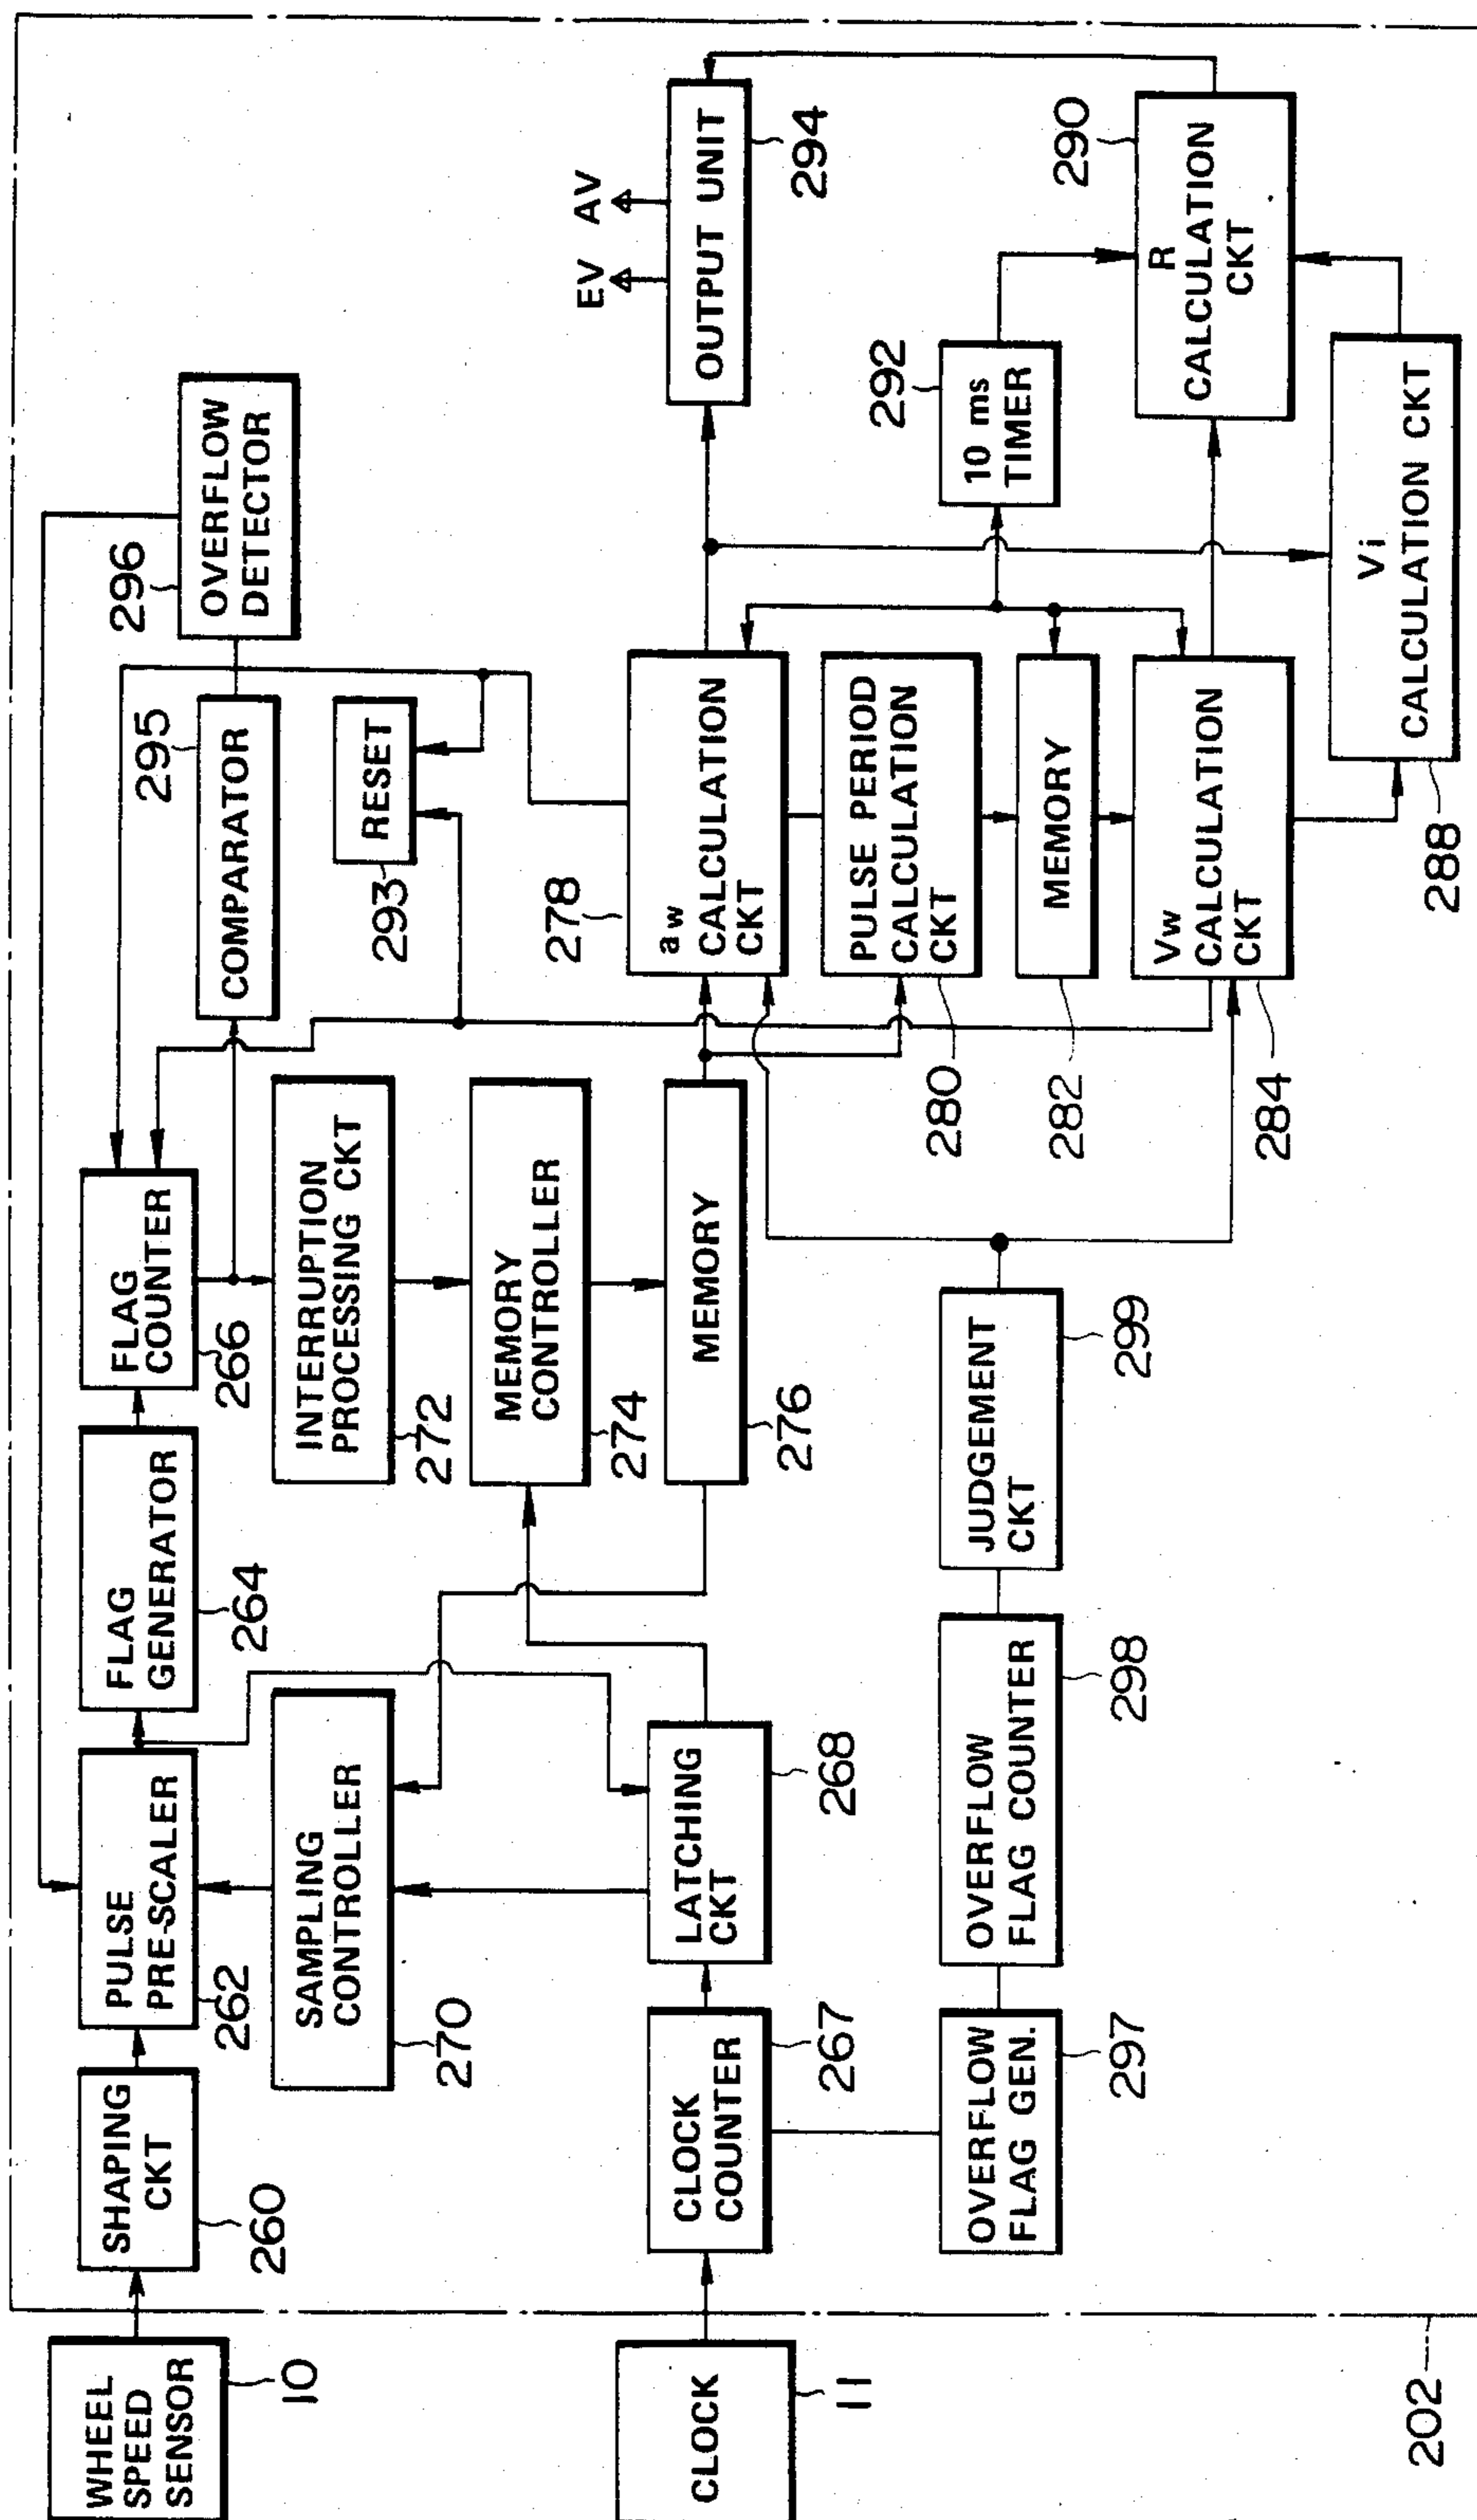 WHEEL
SPEED
SENSOR
10
SHAPING
CKT
260
PULSE
PRE-SCALER
262
FLAG
GENERATOR
264
FLAG
COUNTER
266
COMPARATOR
295
OVERFLOW
DETECTOR
296
SAMPLING
CONTROLLER
270
INTERRUPTION
PROCESSING CKT
272
RESET
293
MEMORY
CONTROLLER
274
CLOCK
11
CLOCK
COUNTER
267
LATCHING
CKT
268
MEMORY
276
aw
CALCULATION
CKT
278
EV AV
OUTPUT UNIT
294
PULSE PERIOD
CALCULATION
CKT
280
OVERFLOW
FLAG GEN.
297
OVERFLOW
FLAG COUNTER
298
JUDGEMENT
CKT
299
MEMORY
282
10 ms
TIMER
292
Vw
CALCULATION
CKT
284
R
CALCULATION
CKT
290
Vi
CALCULATION CKT
288
202